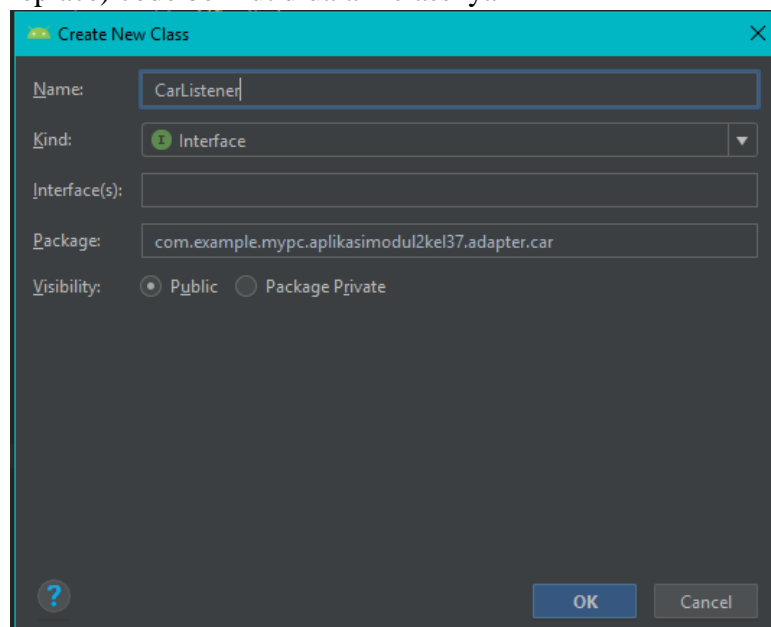 Create New Class
Name: CarListener
Kind: Interface
Interface(s):
Package: com.example.mypc.aplikasimodul2kel37.adapter.car
Visibility: Public Package Private
? OK Cancel